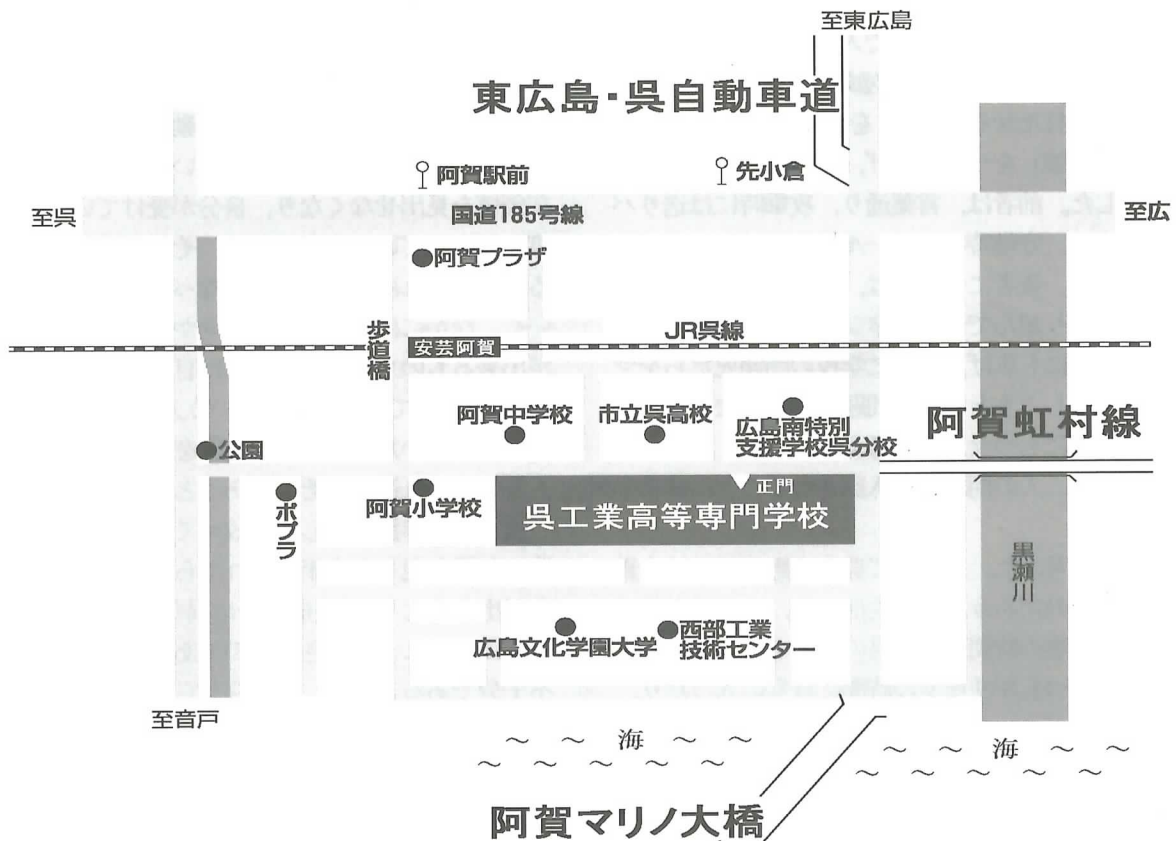 至東広島
東広島・呉自動車道
阿賀駅前
先小倉
国道185号線
至呉
至広
阿賀プラザ
歩道橋
JR呉線
安芸阿賀
阿賀中学校
市立呉高校
広島南特別
支援学校呉分校
阿賀虹村線
公園
ポプラ
阿賀小学校
正門
呉工業高等専門学校
黒瀬川
広島文化学園大学
西部工業
技術センター
至音戸
~ ~ 海 ~ ~
~ ~ ~ ~ ~
~ ~ 海 ~ ~
~ ~ ~ ~ ~
阿賀マリノ大橋